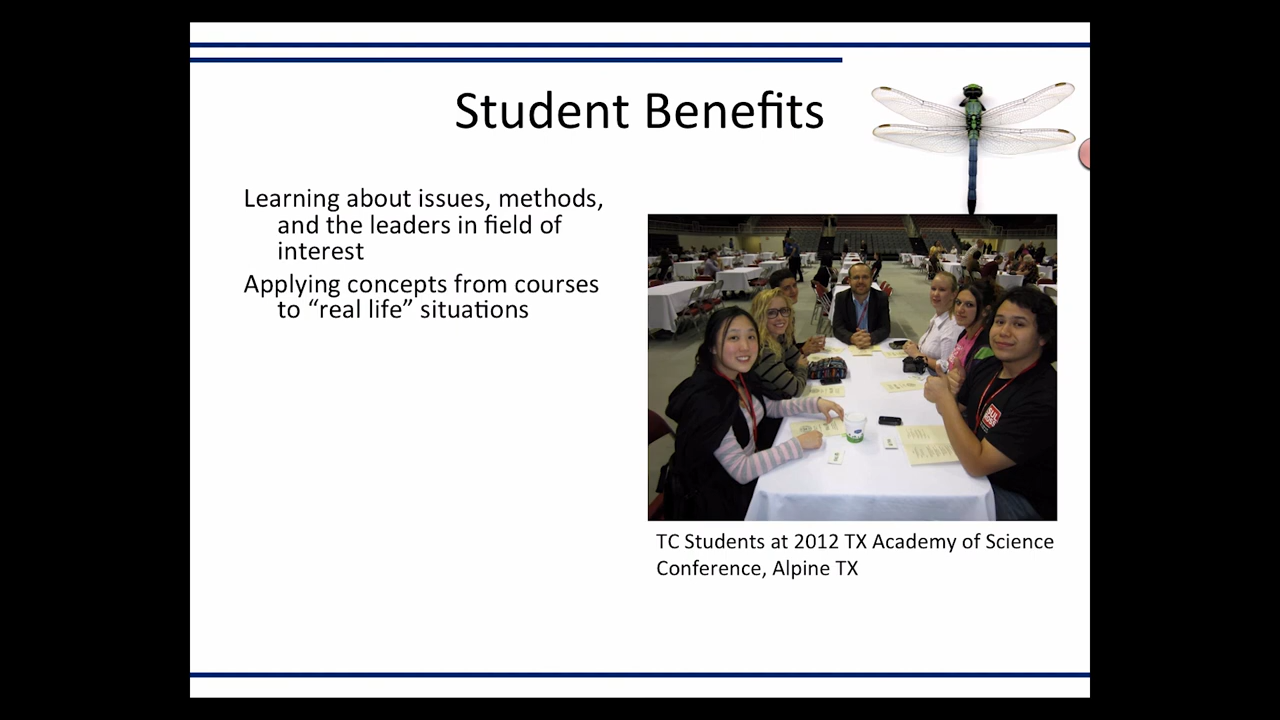 Student Benefits
Learning about issues, methods,
and the leaders in field of
interest
Applying concepts from courses
to “real life” situations
TC Students at 2012 TX Academy of Science
Conference, Alpine TX